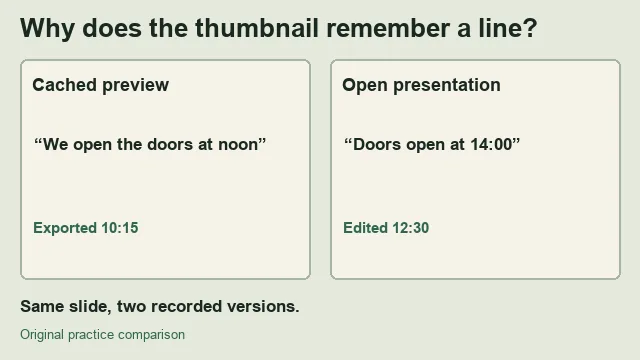 Why does the thumbnail remember a line?
Cached preview
“We open the doors at noon”
Exported 10:15
Open presentation
“Doors open at 14:00”
Edited 12:30
Same slide, two recorded versions.
Original practice comparison